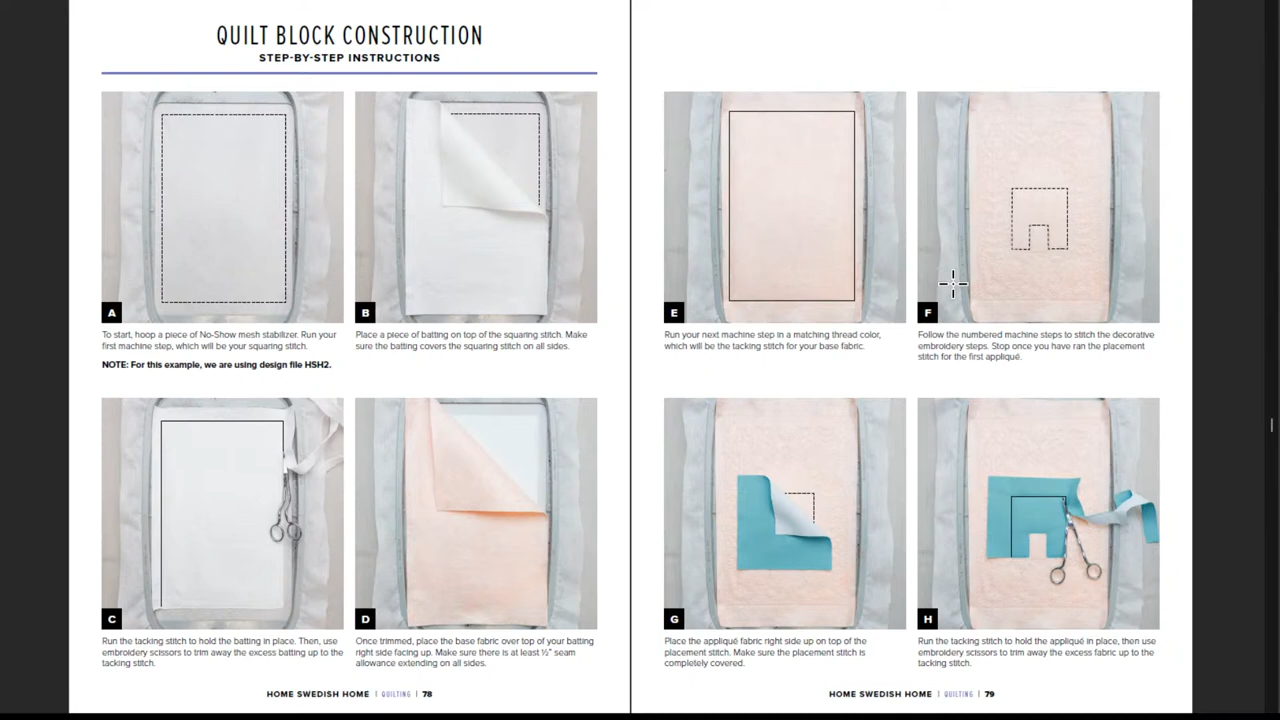 QUILT BLOCK CONSTRUCTION
STEP-BY-STEP INSTRUCTIONS
A
To start, hoop a piece of No-Show mesh stabilizer. Run your
first machine step, which will be your squaring stitch.
NOTE: For this example, we are using design file HSH2.
B
Place a piece of batting on top of the squaring stitch. Make
sure the batting covers the squaring stitch on all sides.
C
Run the tacking stitch to hold the batting in place. Then, use
embroidery scissors to trim away the excess batting up to the
tacking stitch.
D
Once trimmed, place the base fabric over top of your batting
right side facing up. Make sure there is at least ½" seam
allowance extending on all sides.
HOME SWEDISH HOME | QUILTING | 78
E
Run your next machine step in a matching thread color,
which will be the tacking stitch for your base fabric.
F
Follow the numbered machine steps to stitch the decorative
embroidery steps. Stop once you have ran the placement
stitch for the first appliqué.
G
Place the appliqué fabric right side up on top of the
placement stitch. Make sure the placement stitch is
completely covered.
H
Run the tacking stitch to hold the appliqué in place, then use
embroidery scissors to trim away the excess fabric up to the
tacking stitch.
HOME SWEDISH HOME | QUILTING | 79